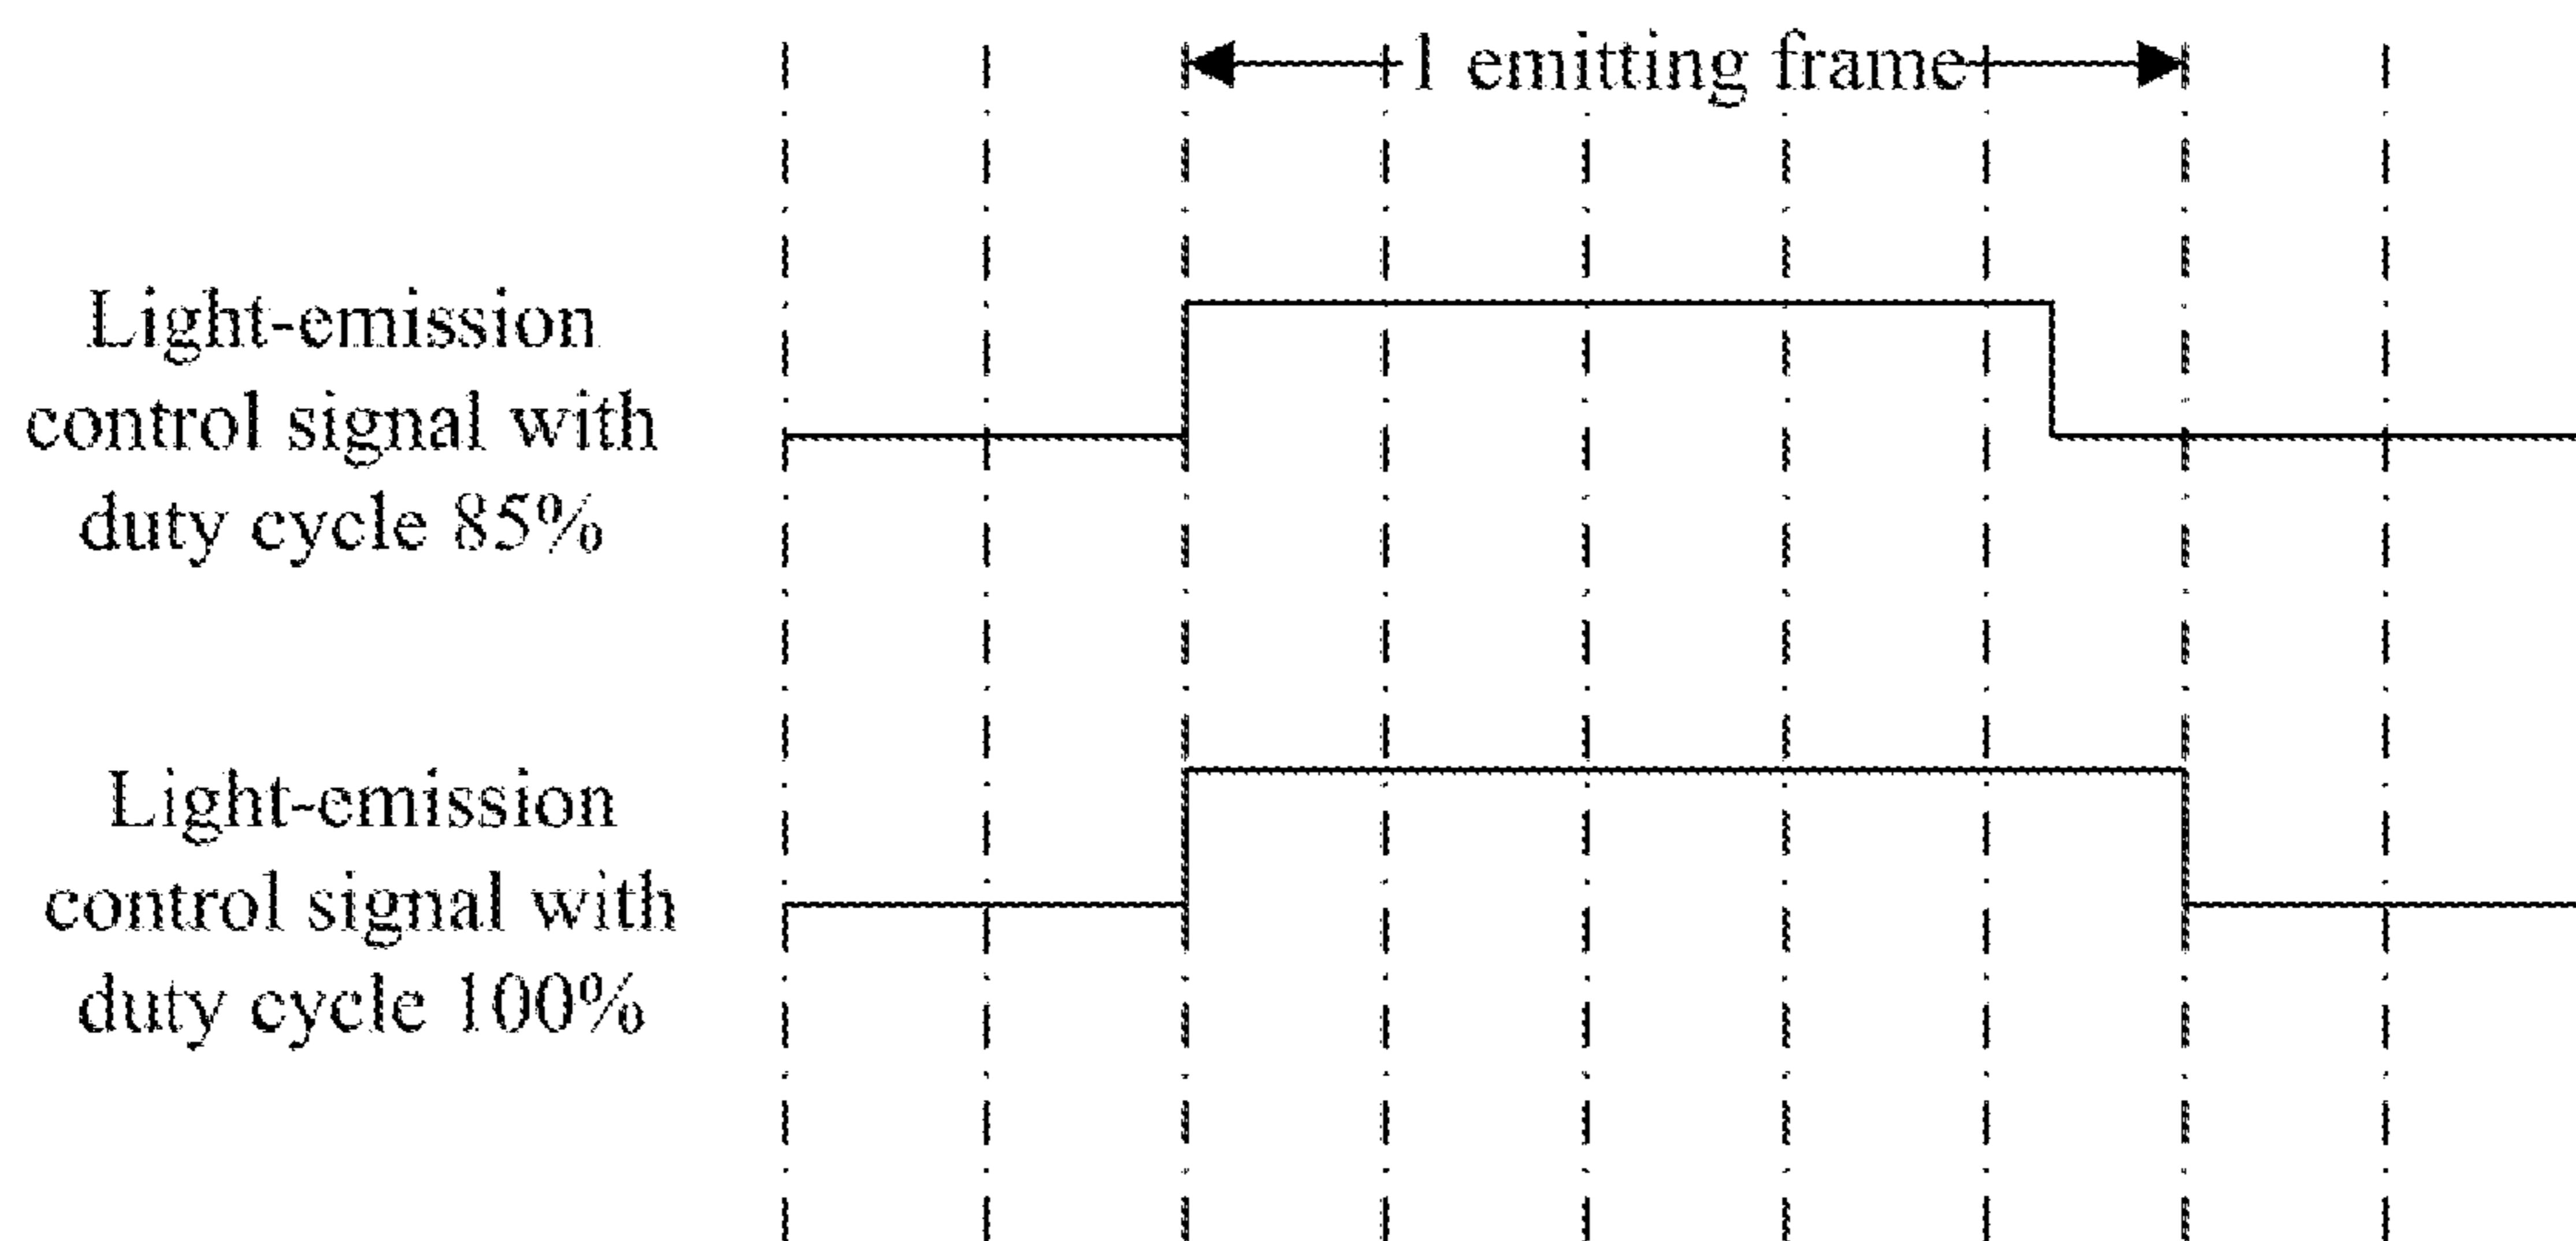 1 emitting frame
Light-emission
control signal with
duty cycle 85%
Light-emission
control signal with
duty cycle 100%